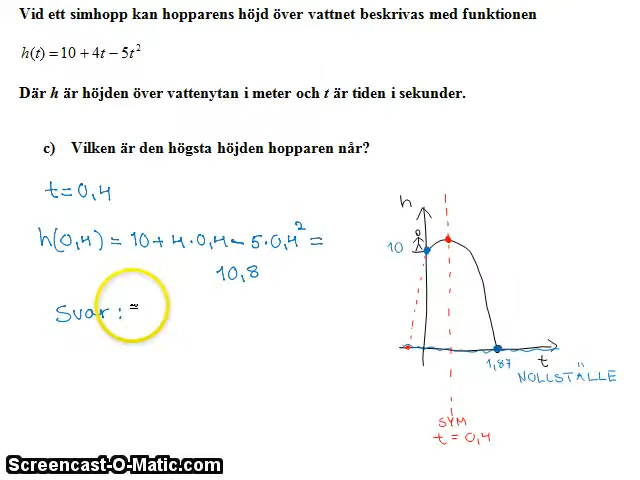 Vid ett simhopp kan hopparens höjd över vattnet beskrivas med funktionen
h(t) = 10 + 4t − 5t²
Där h är höjden över vattenytan i meter och t är tiden i sekunder.
c) Vilken är den högsta höjden hopparen når?
t=0,4
h(0,4) = 10+4·0,4-5·0,4² =
10,8
Svar: =
h
10
1,87
t
NOLLSTÄLLE
SYM
t = 0,4
Screencast-O-Matic.com